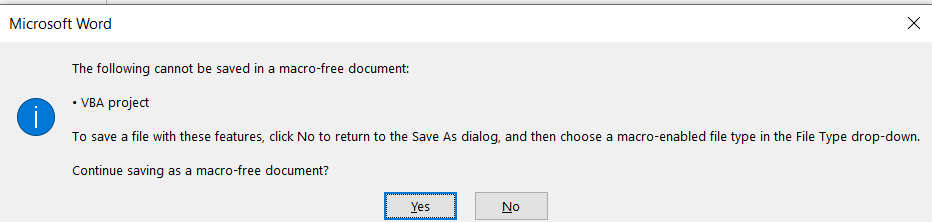 Microsoft Word
The following cannot be saved in a macro-free document:
• VBA project
To save a file with these features, click No to return to the Save As dialog, and then choose a macro-enabled file type in the File Type drop-down.
Continue saving as a macro-free document?
Yes
No